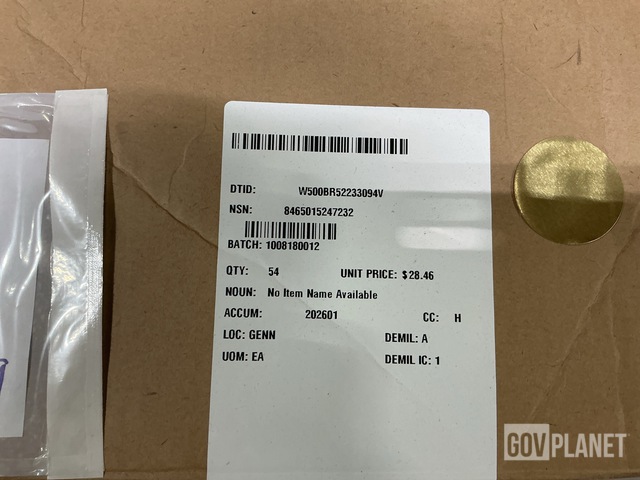 DTID: W500BR52233094V
NSN: 8465015247232
BATCH: 1008180012
QTY: 54 UNIT PRICE: $28.46
NOUN: No Item Name Available
ACCUM: 202601 CC: H
LOC: GENN DEMIL: A
UOM: EA DEMIL IC: 1
GOVPLANET